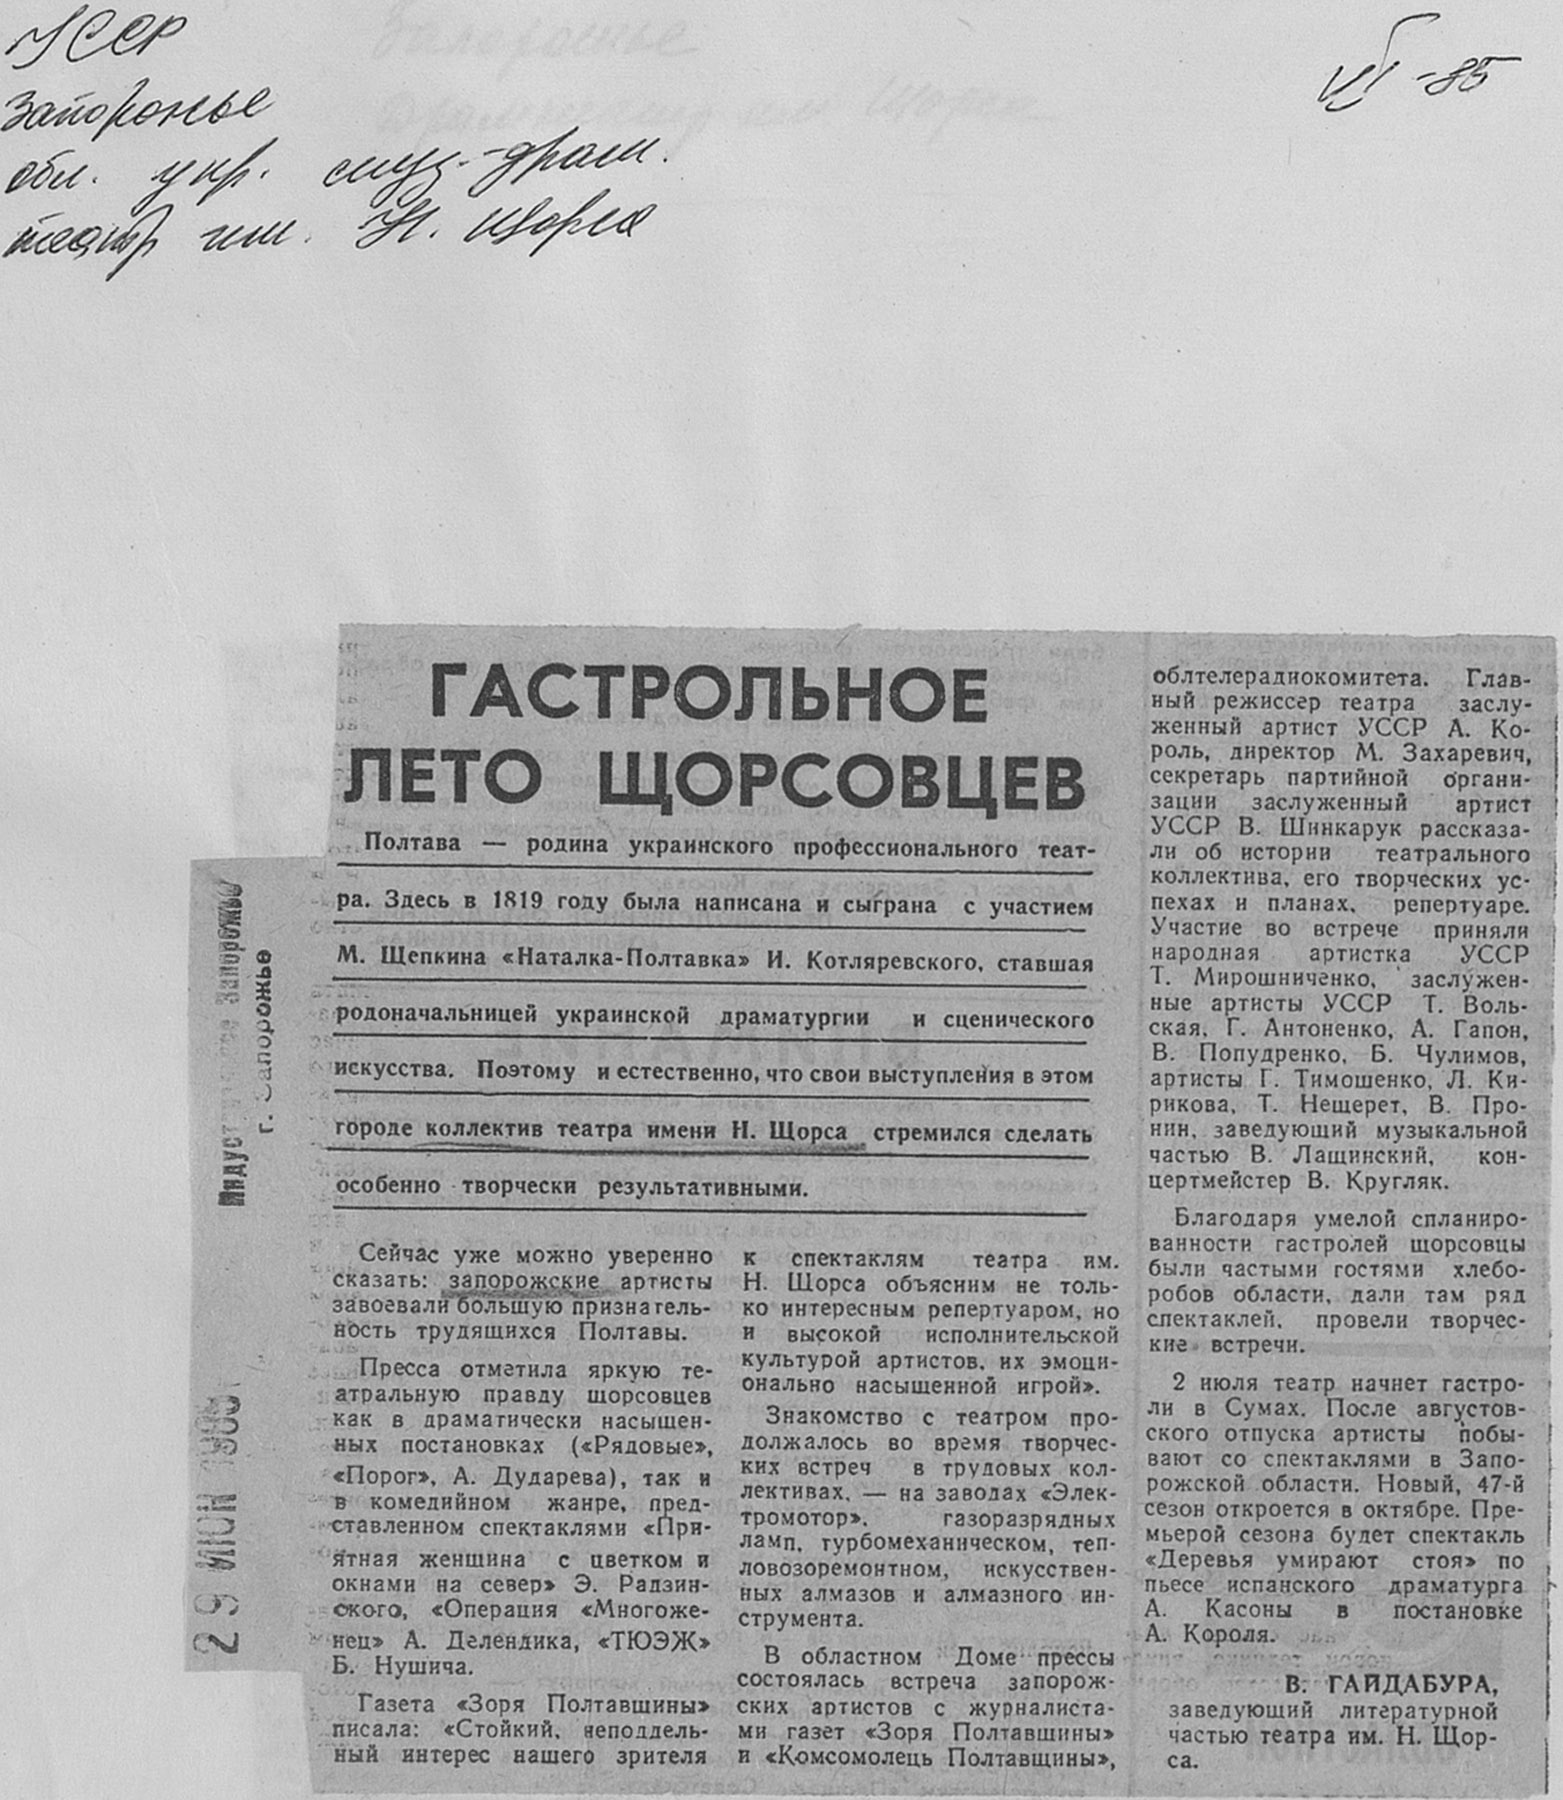 УССР
Запорожье
обл. укр. муз.-драм.
театр им. Н. Щорса
VI -85
ГАСТРОЛЬНОЕ
ЛЕТО ЩОРСОВЦЕВ
Полтава — родина украинского профессионального теат-
ра. Здесь в 1819 году была написана и сыграна с участием
М. Щепкина «Наталка-Полтавка» И. Котляревского, ставшая
родоначальницей украинской драматургии и сценического
искусства. Поэтому и естественно, что свои выступления в этом
городе коллектив театра имени Н. Щорса стремился сделать
особенно творчески результативными.
Запорожье
г. Запорожье
29 ИЮН 1985
Сейчас уже можно уверенно
сказать: запорожские артисты
завоевали большую признатель-
ность трудящихся Полтавы.
Пресса отметила яркую те-
атральную правду щорсовцев
как в драматически насыщен-
ных постановках («Рядовые»,
«Порог», А. Дударева), так и
в комедийном жанре, пред-
ставленном спектаклями «При-
ятная женщина с цветком и
окнами на север» Э. Радзин-
ского, «Операция «Многоже-
нец» А. Делендика, «ТЮЭЖ»
Б. Нушича.
Газета «Зоря Полтавщины»
писала: «Стойкий, неподдель-
ный интерес нашего зрителя
к спектаклям театра им.
Н. Щорса объясним не толь-
ко интересным репертуаром, но
и высокой исполнительской
культурой артистов, их эмоци-
онально насыщенной игрой».
Знакомство с театром про-
должалось во время творчес-
ких встреч в трудовых кол-
лективах, — на заводах «Элек-
тромотор», газоразрядных
ламп, турбомеханическом, теп-
ловозоремонтном, искусствен-
ных алмазов и алмазного ин-
струмента.
В областном Доме прессы
состоялась встреча запорож-
ских артистов с журналиста-
ми газет «Зоря Полтавщины»
и «Комсомолець Полтавщины»,
облтелерадиокомитета. Глав-
ный режиссер театра заслу-
женный артист УССР А. Ко-
роль, директор М. Захаревич,
секретарь партийной органи-
зации заслуженный артист
УССР В. Шинкарук рассказа-
ли об истории театрального
коллектива, его творческих ус-
пехах и планах, репертуаре.
Участие во встрече приняли
народная артистка УССР
Т. Мирошниченко, заслужен-
ные артисты УССР Т. Воль-
ская, Г. Антоненко, А. Гапон,
В. Попудренко, Б. Чулимов,
артисты Г. Тимошенко, Л. Ки-
рикова, Т. Нещерет, В. Про-
нин, заведующий музыкальной
частью В. Лащинский, кон-
цертмейстер В. Кругляк.
Благодаря умелой спланиро-
ванности гастролей щорсовцы
были частыми гостями хлебо-
робов области, дали там ряд
спектаклей, провели творчес-
кие встречи.
2 июля театр начнет гастро-
ли в Сумах. После августов-
ского отпуска артисты побы-
вают со спектаклями в Запо-
рожской области. Новый, 47-й
сезон откроется в октябре. Пре-
мьерой сезона будет спектакль
«Деревья умирают стоя» по
пьесе испанского драматурга
А. Касоны в постановке
А. Короля.
В. ГАЙДАБУРА,
заведующий литературной
частью театра им. Н. Щор-
са.